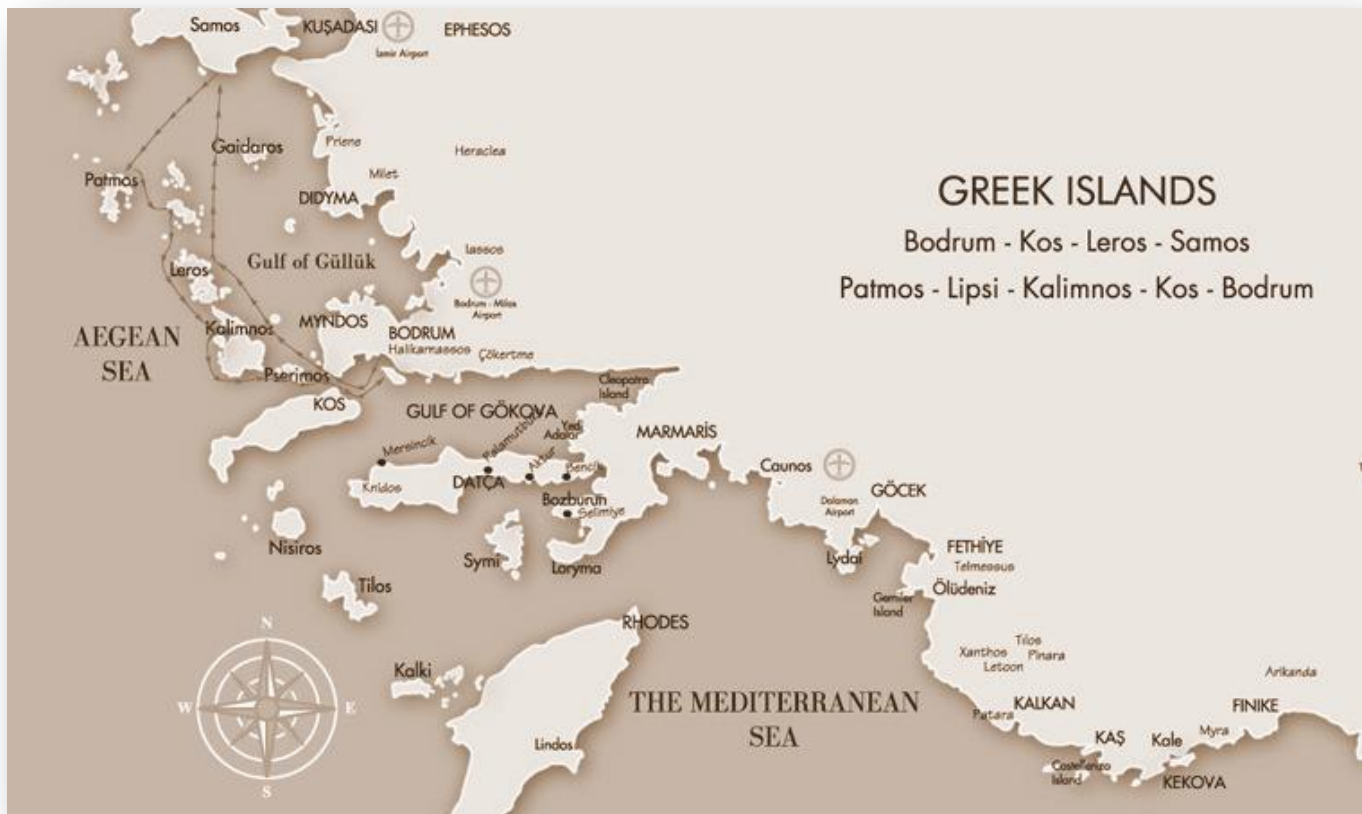 Samos
KUŞADASI
EPHESOS
İzmir Airport
Gaidaros
Priene
Heraclea
Patmos
Milet
DIDYMA
GREEK ISLANDS
Bodrum - Kos - Leros - Samos
Patmos - Lipsi - Kalimnos - Kos - Bodrum
Iassos
Gulf of Güllük
Leros
Bodrum - Milas
Airport
AEGEAN
SEA
Kalimnos
MYNDOS
BODRUM
Halikarnassos
Çökertme
Pserimos
KOS
Cleopatra
Island
GULF OF GÖKOVA
Yedi
Adalar
MARMARİS
Mersincik
Palamutbükü
Aktur
Bencik
Knidos
DATÇA
Bozburun
Selimiye
Caunos
Dalaman
Airport
GÖCEK
Nisiros
Symi
Loryma
Lydai
FETHİYE
Telmessus
Tilos
Gemiler
Island
Ölüdeniz
RHODES
Tilos
Xanthos
Pinara
Letoon
N
W
E
S
Kalki
Arikanda
THE MEDITERRANEAN
SEA
Lindos
Patara
KALKAN
FINIKE
KAŞ
Kale
Myra
Island
KEKOVA